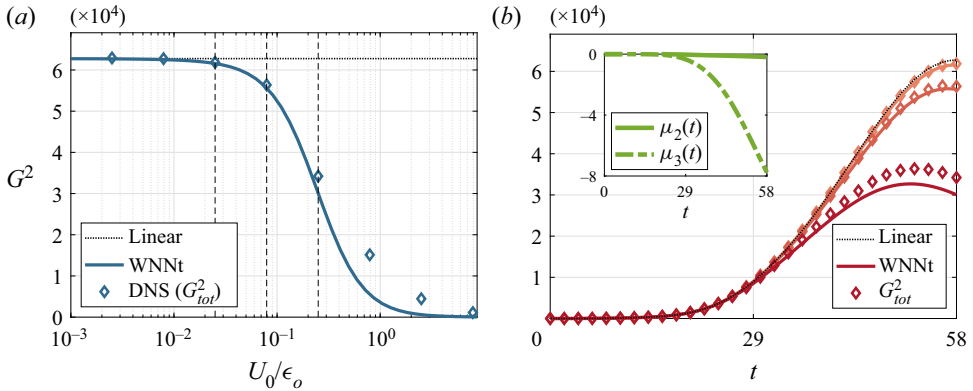 (a)
(×10⁴)
G²
6
5
4
3
2
1
0
Linear
WNNt
DNS (G²_tot)
10⁻³
10⁻²
10⁻¹
10⁰
U₀/ϵₒ
(b)
(×10⁴)
6
5
4
3
2
1
0
0
−4
−8
μ₂(t)
μ₃(t)
0
29
58
t
Linear
WNNt
G²_tot
0
29
58
t